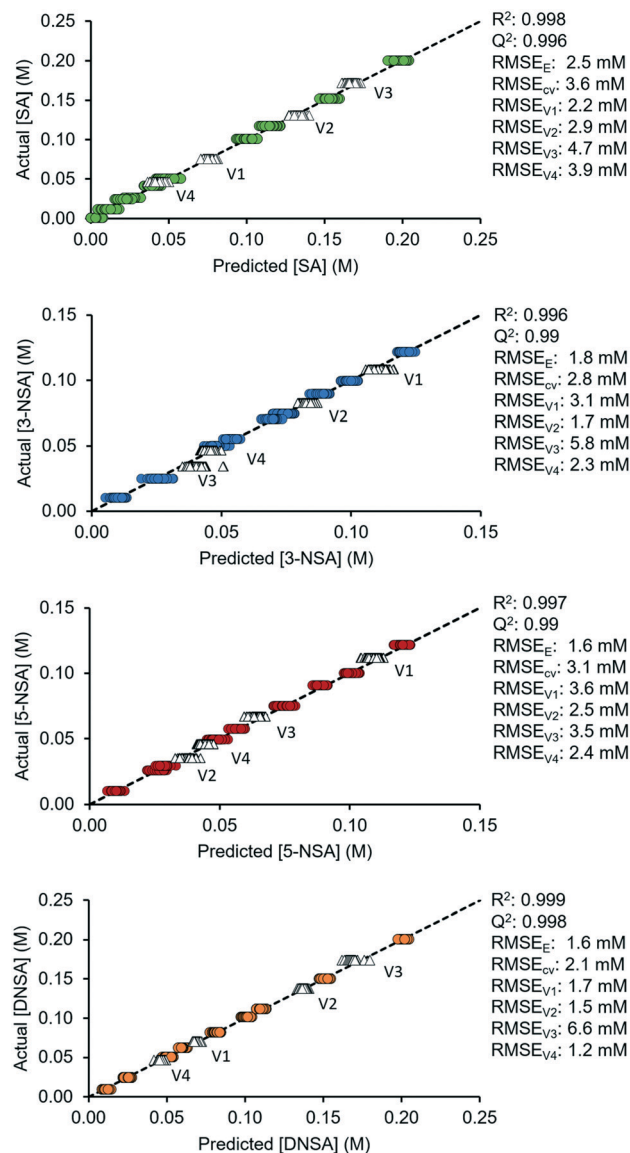 0.25
0.20
0.15
0.10
0.05
0.00
Actual [SA] (M)
V3
V2
V1
V4
0.00 0.05 0.10 0.15 0.20 0.25
Predicted [SA] (M)
R²: 0.998
Q²: 0.996
RMSE_E: 2.5 mM
RMSE_cv: 3.6 mM
RMSE_V1: 2.2 mM
RMSE_V2: 2.9 mM
RMSE_V3: 4.7 mM
RMSE_V4: 3.9 mM
0.15
0.10
0.05
0.00
Actual [3-NSA] (M)
V1
V2
V4
V3
0.00 0.05 0.10 0.15
Predicted [3-NSA] (M)
R²: 0.996
Q²: 0.99
RMSE_E: 1.8 mM
RMSE_cv: 2.8 mM
RMSE_V1: 3.1 mM
RMSE_V2: 1.7 mM
RMSE_V3: 5.8 mM
RMSE_V4: 2.3 mM
0.15
0.10
0.05
0.00
Actual [5-NSA] (M)
V1
V3
V4
V2
0.00 0.05 0.10 0.15
Predicted [5-NSA] (M)
R²: 0.997
Q²: 0.99
RMSE_E: 1.6 mM
RMSE_cv: 3.1 mM
RMSE_V1: 3.6 mM
RMSE_V2: 2.5 mM
RMSE_V3: 3.5 mM
RMSE_V4: 2.4 mM
0.25
0.20
0.15
0.10
0.05
0.00
Actual [DNSA] (M)
V3
V2
V1
V4
0.00 0.05 0.10 0.15 0.20 0.25
Predicted [DNSA] (M)
R²: 0.999
Q²: 0.998
RMSE_E: 1.6 mM
RMSE_cv: 2.1 mM
RMSE_V1: 1.7 mM
RMSE_V2: 1.5 mM
RMSE_V3: 6.6 mM
RMSE_V4: 1.2 mM